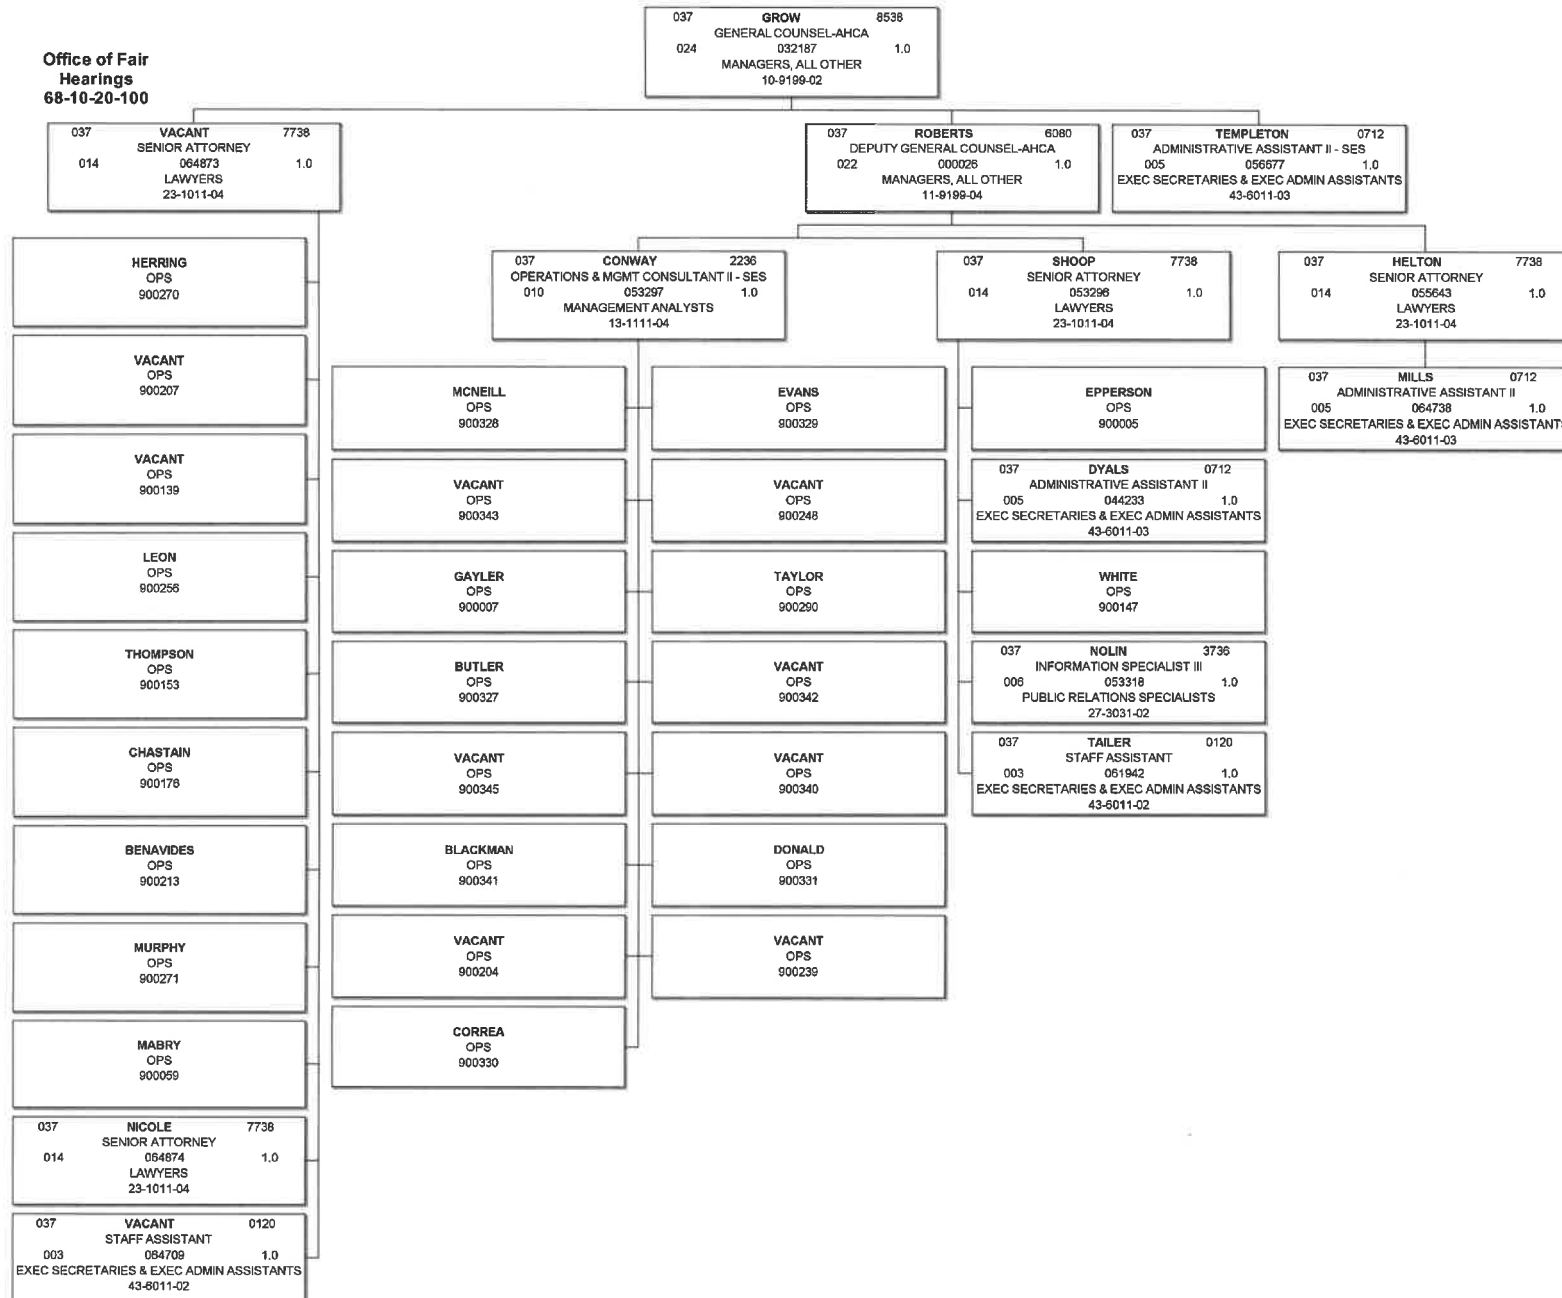 Office of Fair
Hearings
68-10-20-100
037 GROW 8538
GENERAL COUNSEL-AHCA
024 032187 1.0
MANAGERS, ALL OTHER
10-9199-02
037 VACANT 7738
SENIOR ATTORNEY
014 064873 1.0
LAWYERS
23-1011-04
037 ROBERTS 6080
DEPUTY GENERAL COUNSEL-AHCA
022 000026 1.0
MANAGERS, ALL OTHER
11-9199-04
037 TEMPLETON 0712
ADMINISTRATIVE ASSISTANT II - SES
005 056677 1.0
EXEC SECRETARIES & EXEC ADMIN ASSISTANTS
43-6011-03
HERRING
OPS
900270
VACANT
OPS
900207
VACANT
OPS
900139
LEON
OPS
900256
THOMPSON
OPS
900153
CHASTAIN
OPS
900176
BENAVIDES
OPS
900213
MURPHY
OPS
900271
MABRY
OPS
900059
037 NICOLE 7738
SENIOR ATTORNEY
014 064874 1.0
LAWYERS
23-1011-04
037 VACANT 0120
STAFF ASSISTANT
003 064709 1.0
EXEC SECRETARIES & EXEC ADMIN ASSISTANTS
43-6011-02
037 CONWAY 2236
OPERATIONS & MGMT CONSULTANT II - SES
010 053297 1.0
MANAGEMENT ANALYSTS
13-1111-04
MCNEILL
OPS
900328
VACANT
OPS
900343
GAYLER
OPS
900007
BUTLER
OPS
900327
VACANT
OPS
900345
BLACKMAN
OPS
900341
VACANT
OPS
900204
CORREA
OPS
900330
EVANS
OPS
900329
VACANT
OPS
900248
TAYLOR
OPS
900290
VACANT
OPS
900342
VACANT
OPS
900340
DONALD
OPS
900331
VACANT
OPS
900239
037 SHOOP 7738
SENIOR ATTORNEY
014 053296 1.0
LAWYERS
23-1011-04
EPPERSON
OPS
900005
037 DYALS 0712
ADMINISTRATIVE ASSISTANT II
005 044233 1.0
EXEC SECRETARIES & EXEC ADMIN ASSISTANTS
43-6011-03
WHITE
OPS
900147
037 NOLIN 3736
INFORMATION SPECIALIST III
006 053318 1.0
PUBLIC RELATIONS SPECIALISTS
27-3031-02
037 TAILER 0120
STAFF ASSISTANT
003 061942 1.0
EXEC SECRETARIES & EXEC ADMIN ASSISTANTS
43-6011-02
037 HELTON 7738
SENIOR ATTORNEY
014 055643 1.0
LAWYERS
23-1011-04
037 MILLS 0712
ADMINISTRATIVE ASSISTANT II
005 064738 1.0
EXEC SECRETARIES & EXEC ADMIN ASSISTANTS
43-6011-03